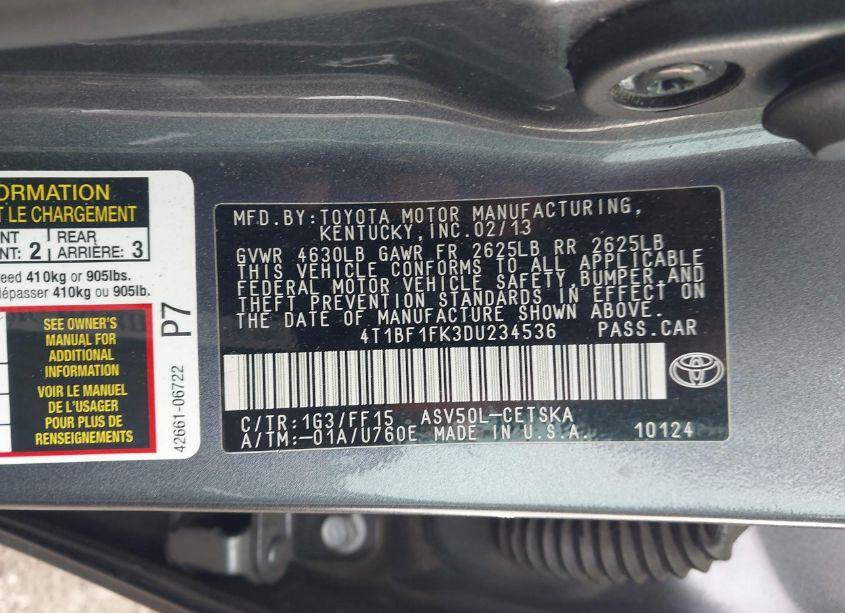 ORMATION
T LE CHARGEMENT
NT
NT: 2
REAR
ARRIÈRE: 3
eed 410kg or 905lbs.
dépasser 410kg ou 905lb.
SEE OWNER'S
MANUAL FOR
ADDITIONAL
INFORMATION
VOIR LE MANUEL
DE L'USAGER
POUR PLUS DE
RENSEIGNEMENTS
P7
42661-06722
MFD.BY:TOYOTA MOTOR MANUFACTURING,
KENTUCKY,INC.02/13
GVWR 4630LB GAWR FR 2625LB RR 2625LB
THIS VEHICLE CONFORMS TO ALL APPLICABLE
FEDERAL MOTOR VEHICLE SAFETY,BUMPER,AND
THEFT PREVENTION STANDARDS IN EFFECT ON
THE DATE OF MANUFACTURE SHOWN ABOVE.
4T1BF1FK3DU234536 PASS.CAR
C/TR:1G3/FF15 ASV50L-CETSKA
A/TM:-01A/U760E MADE IN U.S.A. 10124